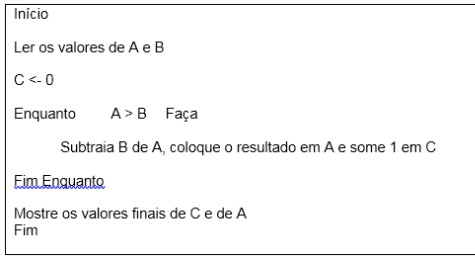 Início
Ler os valores de A e B
C <- 0
Enquanto A > B Faça
Subtraia B de A, coloque o resultado em A e some 1 em C
Fim Enquanto
Mostre os valores finais de C e de A
Fim